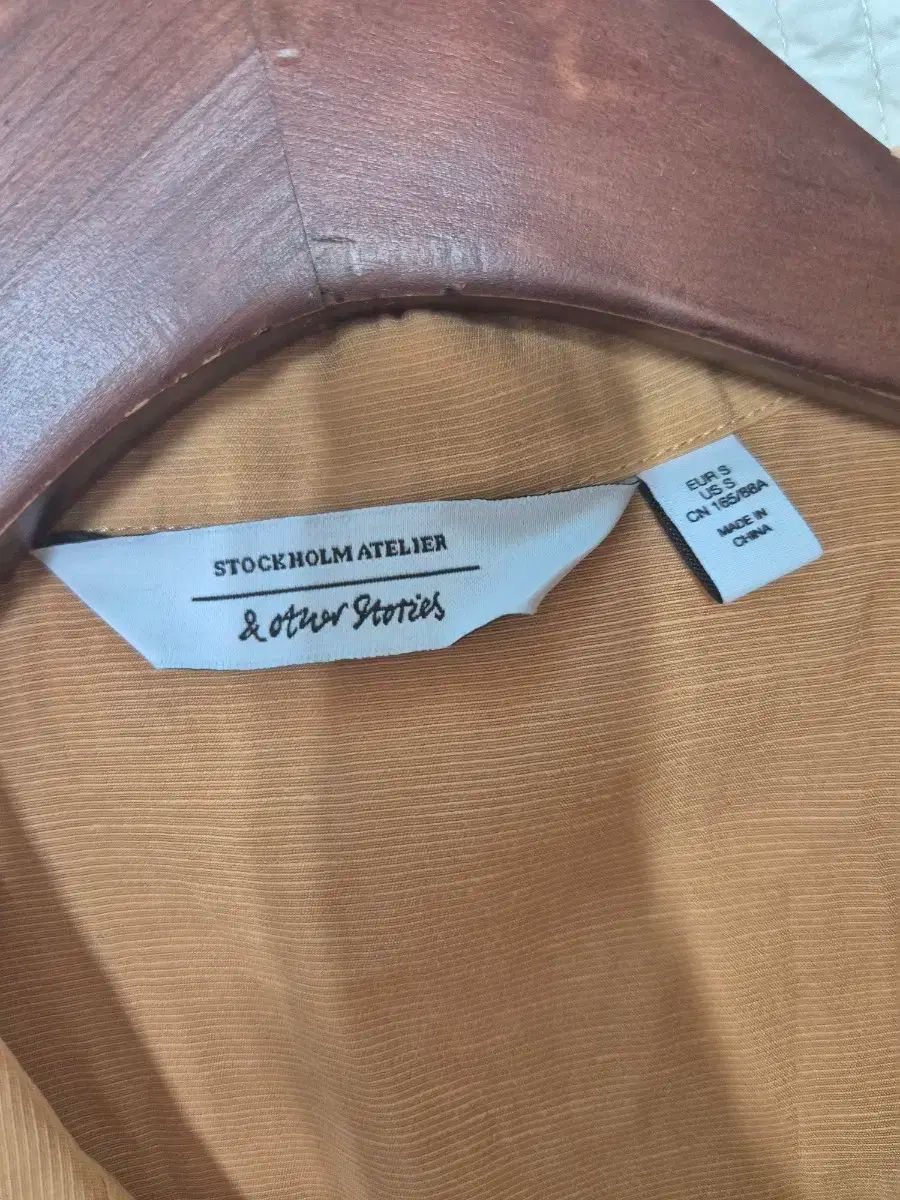 STOCKHOLM ATELIER
& other Stories
EUR S
US S
CN 165/88A
MADE IN
CHINA